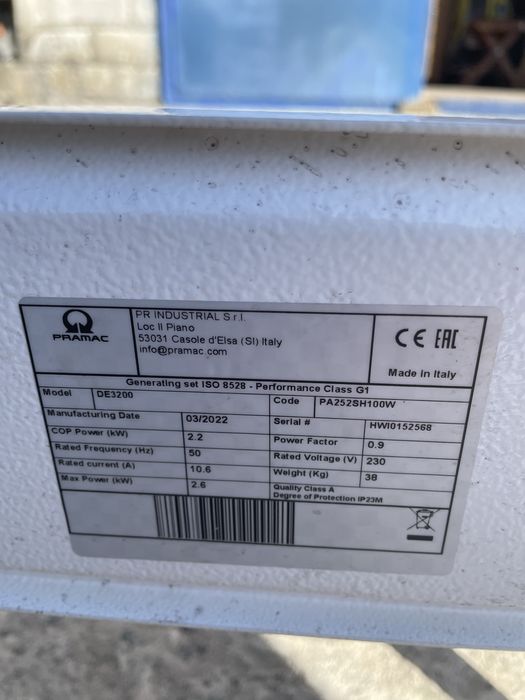 PRAMAC
PR INDUSTRIAL S.r.l.
Loc Il Piano
53031 Casole d'Elsa (SI) Italy
info@pramac.com
CE EAC
Made in Italy
Generating set ISO 8528 - Performance Class G1
Model DE3200 Code PA252SH100W
Manufacturing Date 03/2022 Serial # HWI0152568
COP Power (kW) 2.2 Power Factor 0.9
Rated Frequency (Hz) 50 Rated Voltage (V) 230
Rated current (A) 10.6 Weight (Kg) 38
Max Power (kW) 2.6 Quality Class A
Degree of Protection IP23M